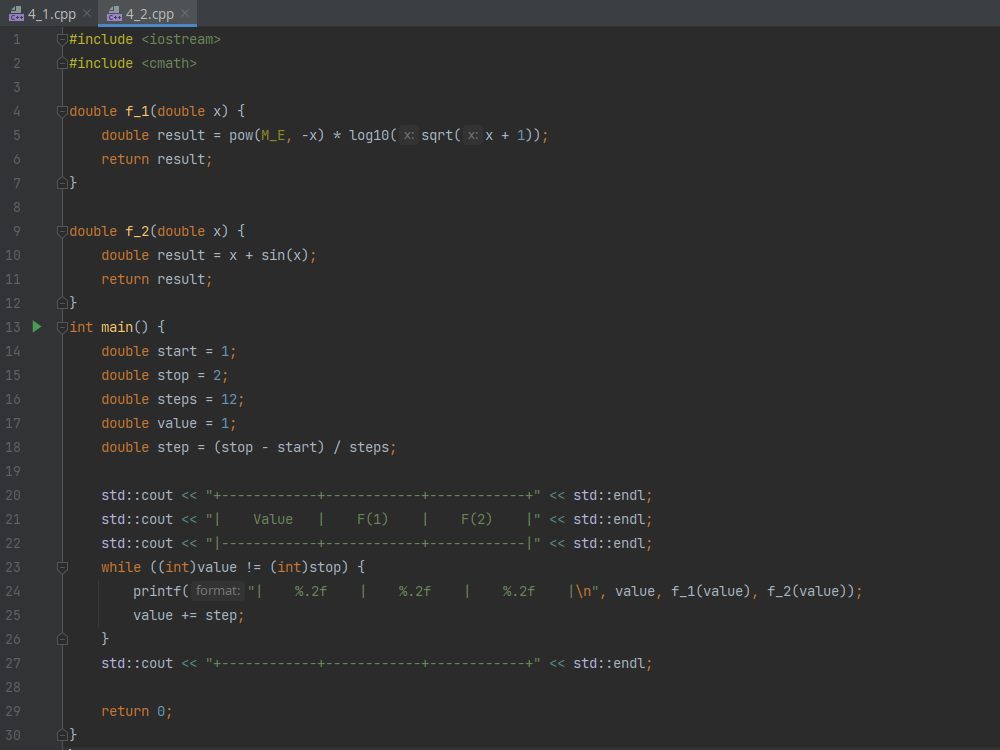 4_1.cpp 4_2.cpp
1 #include <iostream>
2 #include <cmath>
3
4 double f_1(double x) {
5     double result = pow(M_E, -x) * log10( x: sqrt( x: x + 1));
6     return result;
7 }
8
9 double f_2(double x) {
10     double result = x + sin(x);
11     return result;
12 }
13 int main() {
14     double start = 1;
15     double stop = 2;
16     double steps = 12;
17     double value = 1;
18     double step = (stop - start) / steps;
19
20     std::cout << "+------------+------------+------------+" << std::endl;
21     std::cout << "|    Value   |    F(1)    |    F(2)    |" << std::endl;
22     std::cout << "|------------+------------+------------|" << std::endl;
23     while ((int)value != (int)stop) {
24         printf( format: "|    %.2f    |    %.2f    |    %.2f    |\n", value, f_1(value), f_2(value));
25         value += step;
26     }
27     std::cout << "+------------+------------+------------+" << std::endl;
28
29     return 0;
30 }